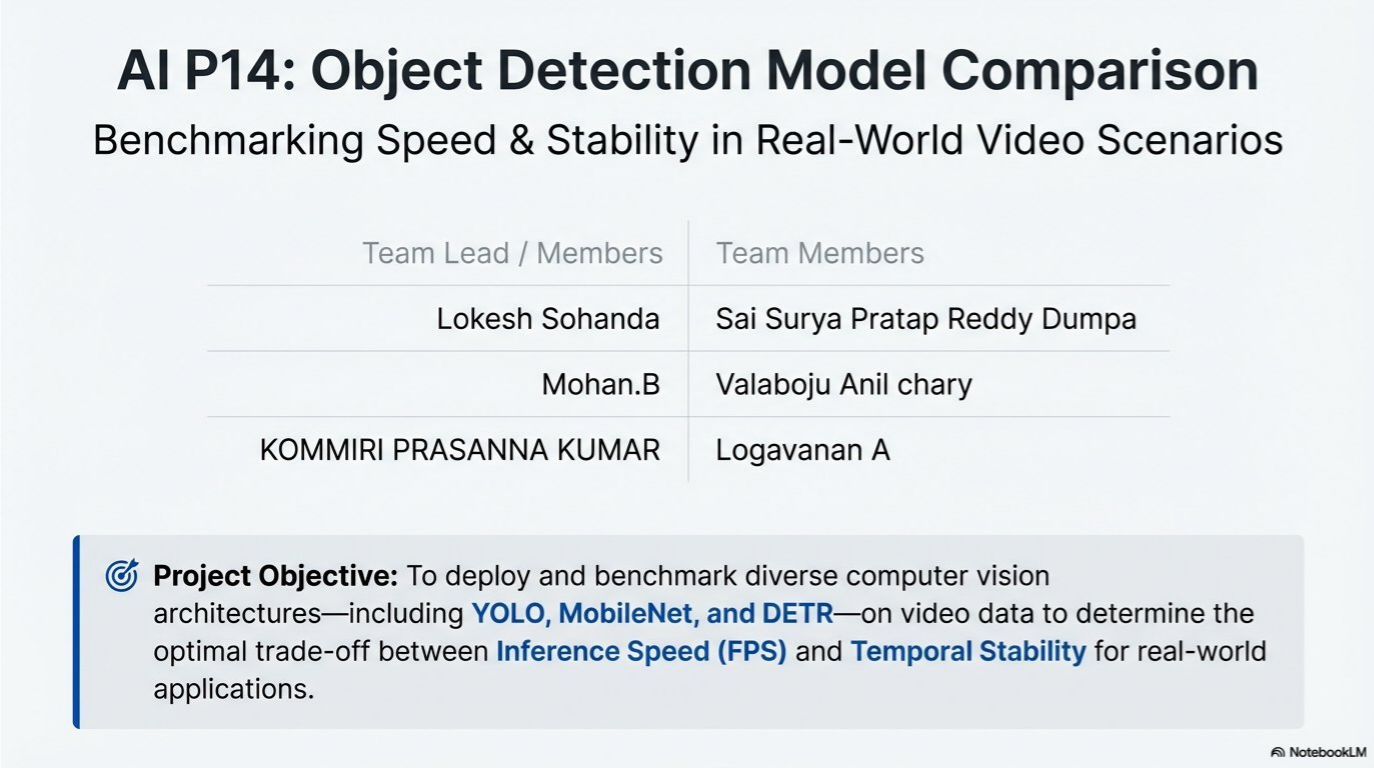 AI P14: Object Detection Model Comparison
Benchmarking Speed & Stability in Real-World Video Scenarios
Team Lead / Members Team Members
Lokesh Sohanda Sai Surya Pratap Reddy Dumpa
Mohan.B Valaboju Anil chary
KOMMIRI PRASANNA KUMAR Logavanan A
Project Objective: To deploy and benchmark diverse computer vision
architectures—including YOLO, MobileNet, and DETR—on video data to determine the
optimal trade-off between Inference Speed (FPS) and Temporal Stability for real-world
applications.
NotebookLM